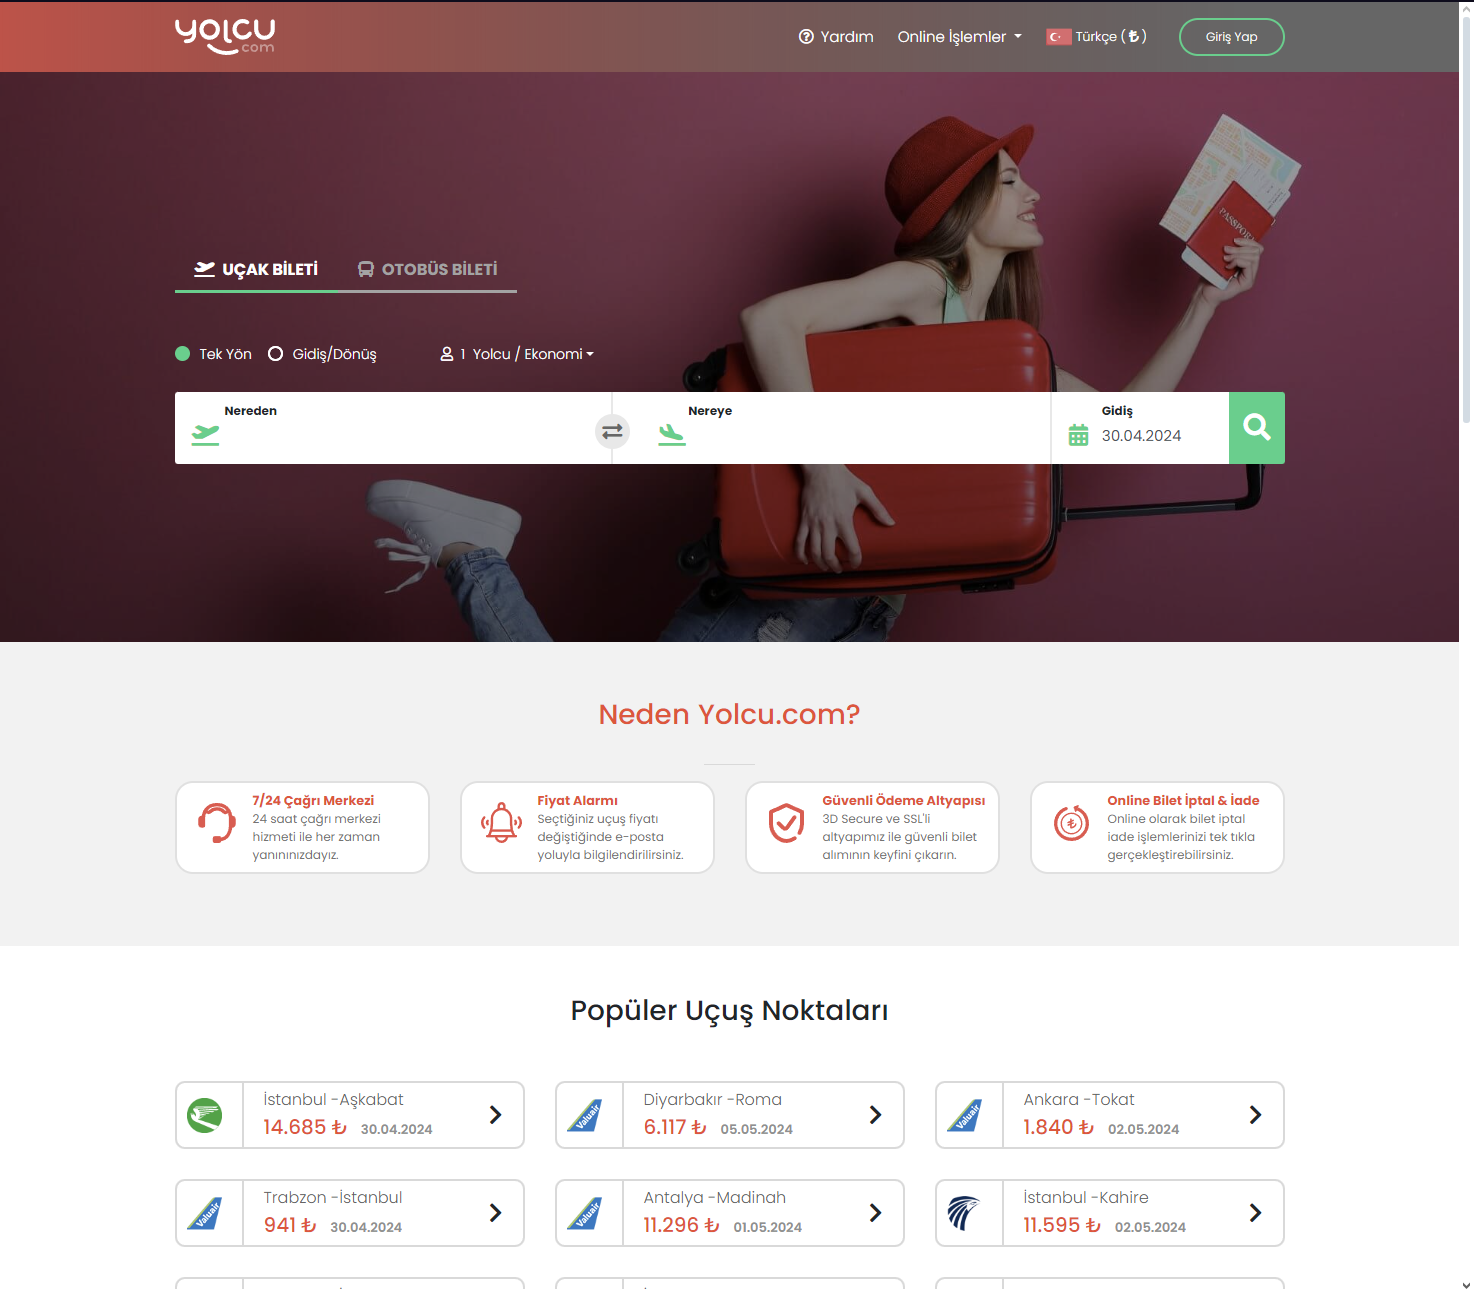 yolcu
com
Yardım
Online İşlemler
Türkçe ( ₺ )
Giriş Yap
PASSPORT
UÇAK BİLETİ
OTOBÜS BİLETİ
Tek Yön
Gidiş/Dönüş
1 Yolcu / Ekonomi
Nereden
Nereye
Gidiş
30.04.2024
Neden Yolcu.com?
7/24 Çağrı Merkezi
24 saat çağrı merkezi
hizmeti ile her zaman
yanınınızdayız.
Fiyat Alarmı
Seçtiğiniz uçuş fiyatı
değiştiğinde e-posta
yoluyla bilgilendirilirsiniz.
Güvenli Ödeme Altyapısı
3D Secure ve SSL'li
altyapımız ile güvenli bilet
alımının keyfini çıkarın.
Online Bilet İptal & İade
Online olarak bilet iptal
iade işlemlerinizi tek tıkla
gerçekleştirebilirsiniz.
Popüler Uçuş Noktaları
İstanbul -Aşkabat
14.685 ₺ 30.04.2024
Valuair
Diyarbakır -Roma
6.117 ₺ 05.05.2024
Valuair
Ankara -Tokat
1.840 ₺ 02.05.2024
Valuair
Trabzon -İstanbul
941 ₺ 30.04.2024
Valuair
Antalya -Madinah
11.296 ₺ 01.05.2024
İstanbul -Kahire
11.595 ₺ 02.05.2024